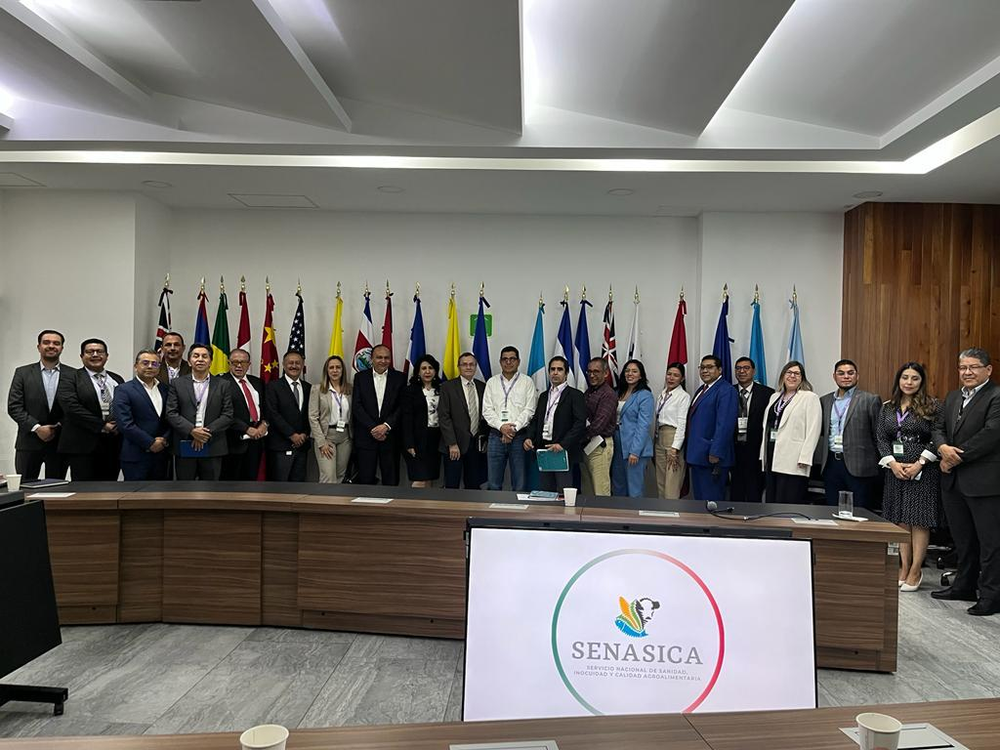 SENASICA
SERVICIO NACIONAL DE SANIDAD,
INOCUIDAD Y CALIDAD AGROALIMENTARIA